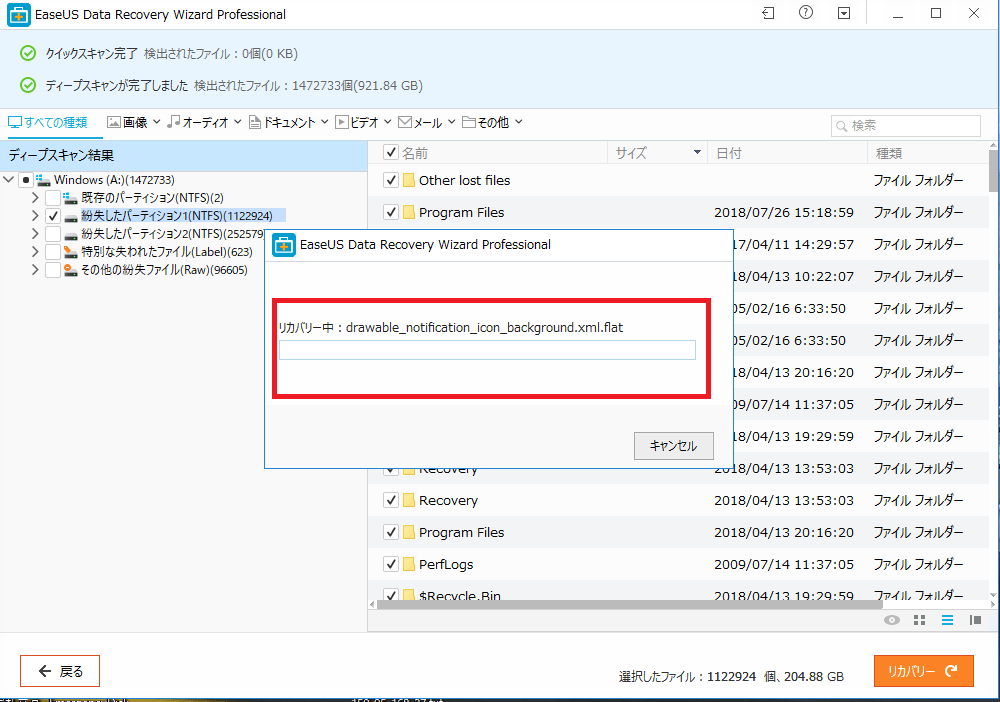 EaseUS Data Recovery Wizard Professional
クイックスキャン完了 検出されたファイル：0個(0 KB)
ディープスキャンが完了しました 検出されたファイル：1472733個(921.84 GB)
すべての種類 画像 オーディオ ドキュメント ビデオ メール その他 検索
ディープスキャン結果 名前 サイズ 日付 種類
Windows (A:)(1472733) Other lost files ファイル フォルダー
既存のパーティション(NTFS)(2)
紛失したパーティション1(NTFS)(1122924) Program Files 2018/07/26 15:18:59 ファイル フォルダー
紛失したパーティション2(NTFS)(252579
17/04/11 14:29:57 ファイル フォルダー
特別な失われたファイル(Label)(623)
その他の紛失ファイル(Raw)(96605) 18/04/13 10:22:07 ファイル フォルダー
EaseUS Data Recovery Wizard Professional
05/02/16 6:33:50 ファイル フォルダー
リカバリー中：drawable_notification_icon_background.xml.flat
05/02/16 6:33:50 ファイル フォルダー
18/04/13 20:16:20 ファイル フォルダー
09/07/14 11:37:05 ファイル フォルダー
18/04/13 19:29:59 ファイル フォルダー
キャンセル
Recovery 2018/04/13 13:53:03 ファイル フォルダー
Recovery 2018/04/13 13:53:03 ファイル フォルダー
Program Files 2018/04/13 20:16:20 ファイル フォルダー
PerfLogs 2009/07/14 11:37:05 ファイル フォルダー
$Recycle.Bin 2018/04/13 19:29:59 ファイル フォルダー
戻る 選択したファイル：1122924 個、204.88 GB リカバリー